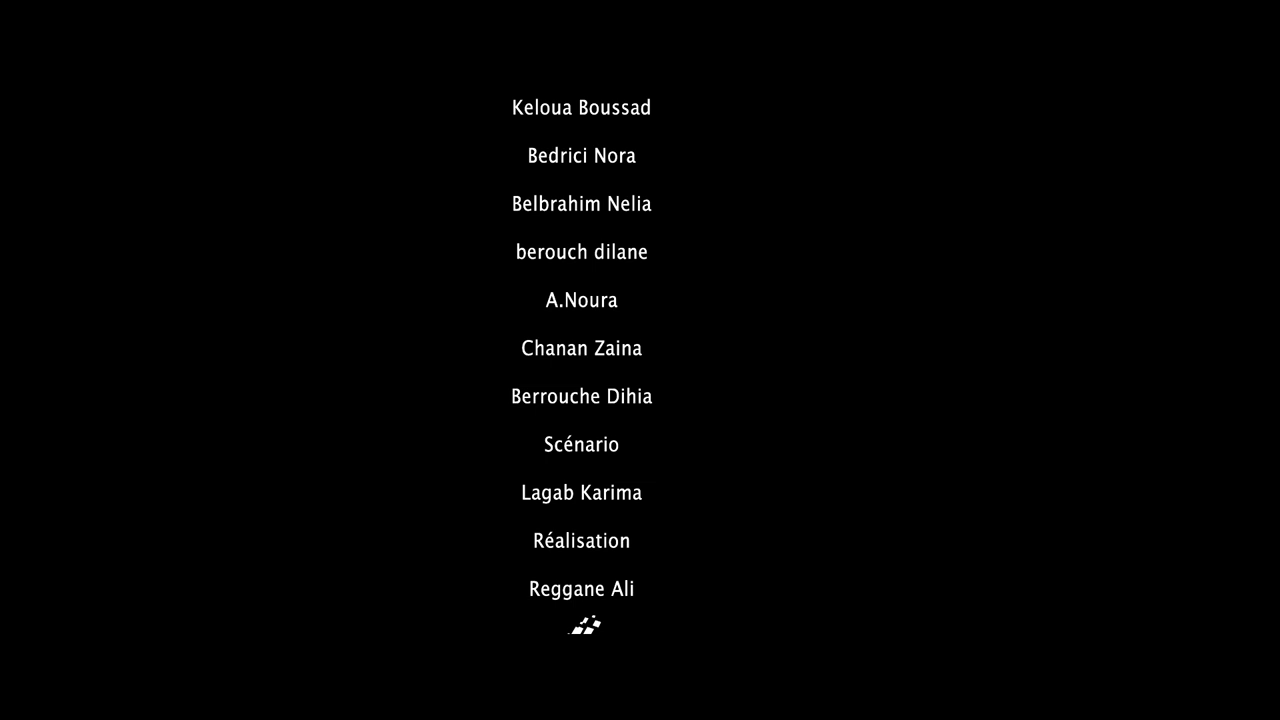 Keloua Boussad
Bedrici Nora
Belbrahim Nelia
berouch dilane
A.Noura
Chanan Zaina
Berrouche Dihia
Scénario
Lagab Karima
Réalisation
Reggane Ali